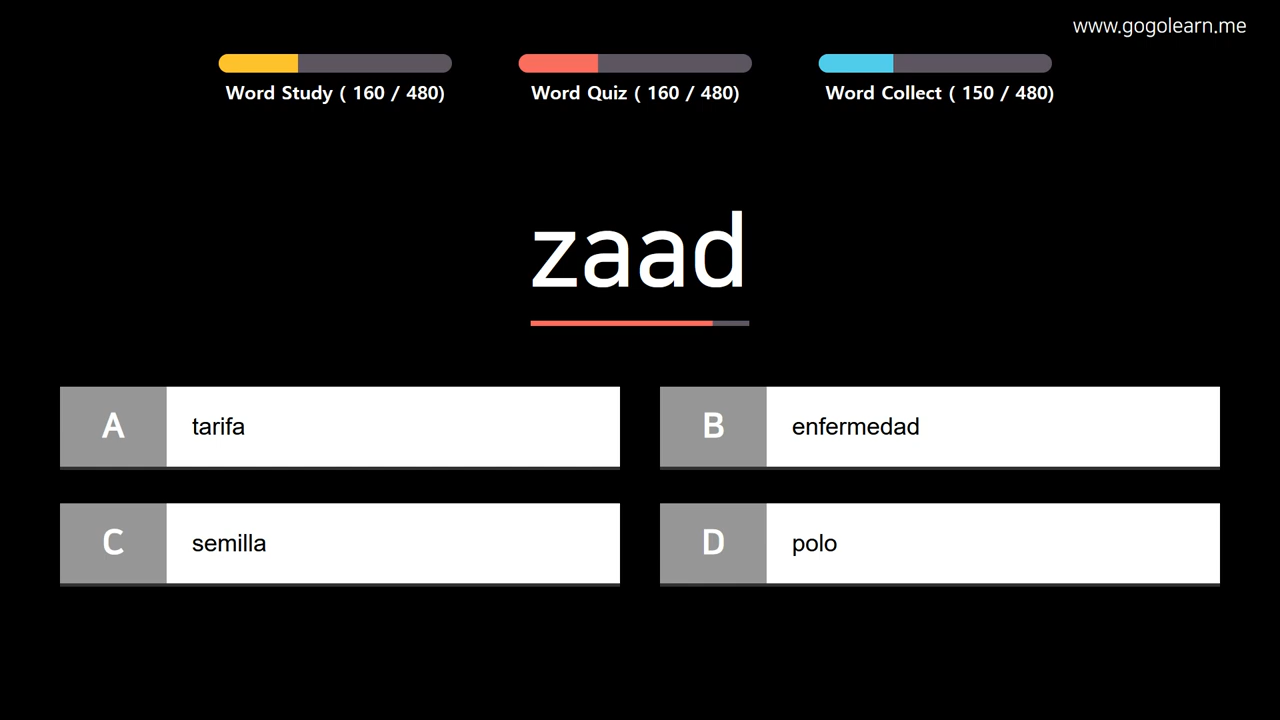 www.gogolearn.me
Word Study ( 160 / 480)
Word Quiz ( 160 / 480)
Word Collect ( 150 / 480)
zaad
A tarifa
B enfermedad
C semilla
D polo